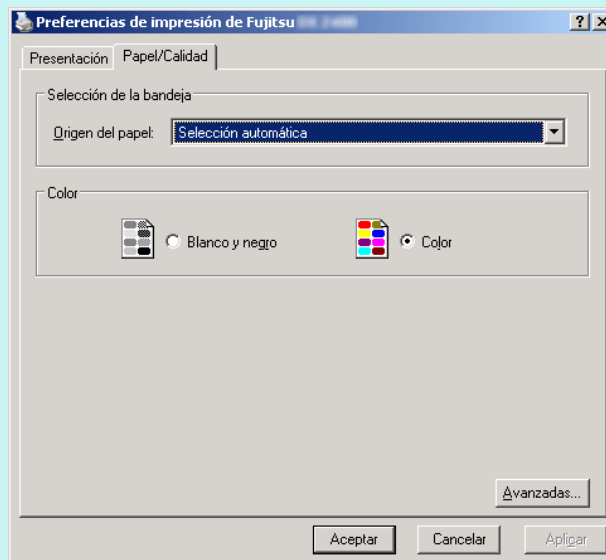 Preferencias de impresión de Fujitsu
? X
Presentación Papel/Calidad
Selección de la bandeja
Origen del papel: Selección automática
Color
Blanco y negro Color
Avanzadas...
Aceptar Cancelar Aplicar